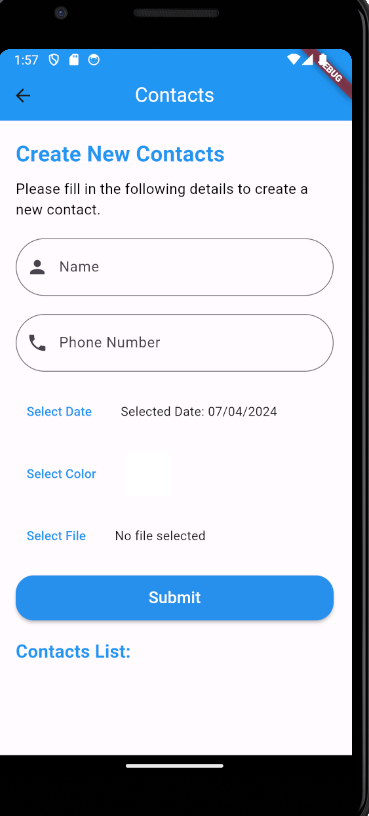 1:57
DEBUG
Contacts
Create New Contacts
Please fill in the following details to create a
new contact.
Name
Phone Number
Select Date Selected Date: 07/04/2024
Select Color
Select File No file selected
Submit
Contacts List: